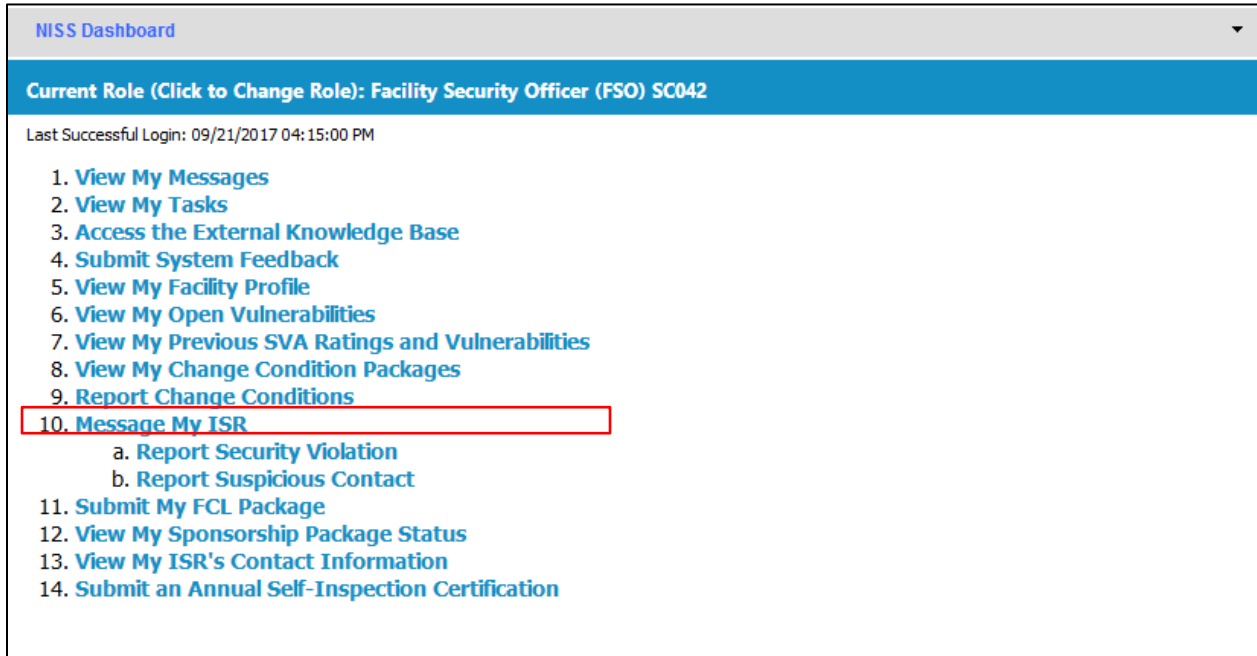 NISS Dashboard
Current Role (Click to Change Role): Facility Security Officer (FSO) SC042
Last Successful Login: 09/21/2017 04:15:00 PM
1. View My Messages
2. View My Tasks
3. Access the External Knowledge Base
4. Submit System Feedback
5. View My Facility Profile
6. View My Open Vulnerabilities
7. View My Previous SVA Ratings and Vulnerabilities
8. View My Change Condition Packages
9. Report Change Conditions
10. Message My ISR
a. Report Security Violation
b. Report Suspicious Contact
11. Submit My FCL Package
12. View My Sponsorship Package Status
13. View My ISR's Contact Information
14. Submit an Annual Self-Inspection Certification